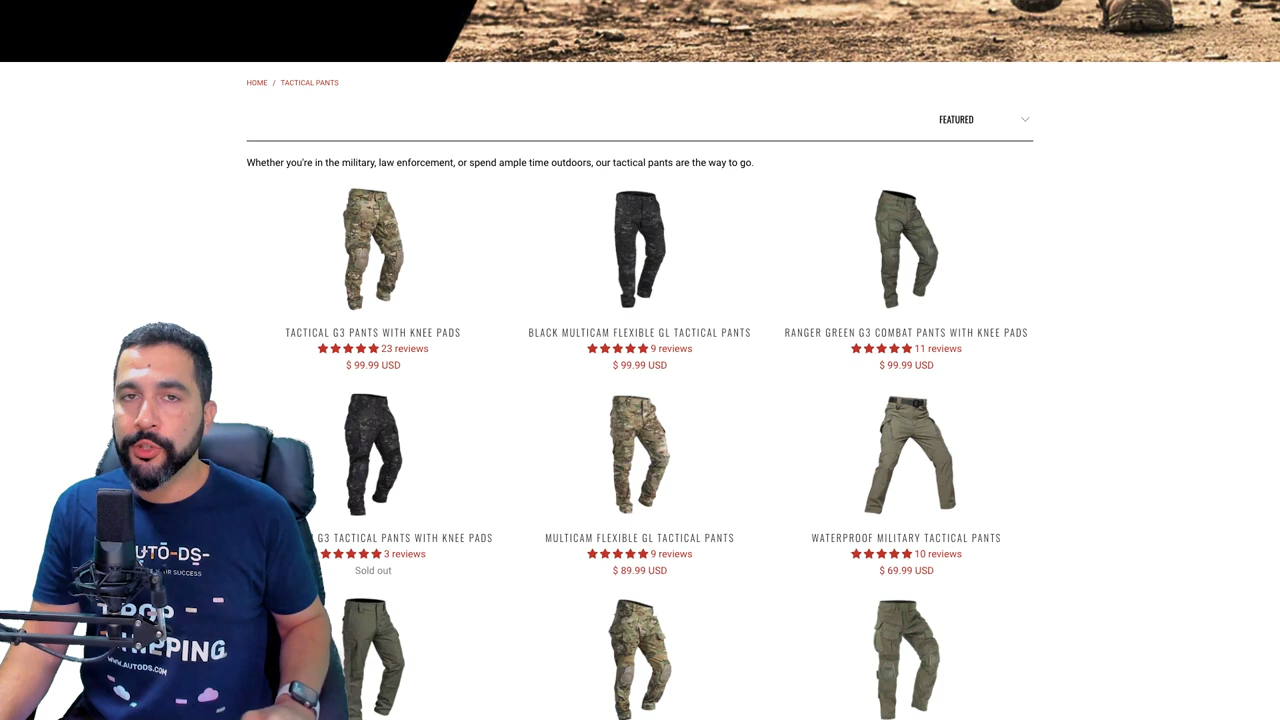 HOME / TACTICAL PANTS
FEATURED
Whether you're in the military, law enforcement, or spend ample time outdoors, our tactical pants are the way to go.
TACTICAL G3 PANTS WITH KNEE PADS
23 reviews
$ 99.99 USD
BLACK MULTICAM FLEXIBLE GL TACTICAL PANTS
9 reviews
$ 99.99 USD
RANGER GREEN G3 COMBAT PANTS WITH KNEE PADS
11 reviews
$ 99.99 USD
G3 TACTICAL PANTS WITH KNEE PADS
3 reviews
Sold out
MULTICAM FLEXIBLE GL TACTICAL PANTS
9 reviews
$ 89.99 USD
WATERPROOF MILITARY TACTICAL PANTS
10 reviews
$ 69.99 USD
UTO-DS-
SUCCESS
WWW.AUTODS.COM